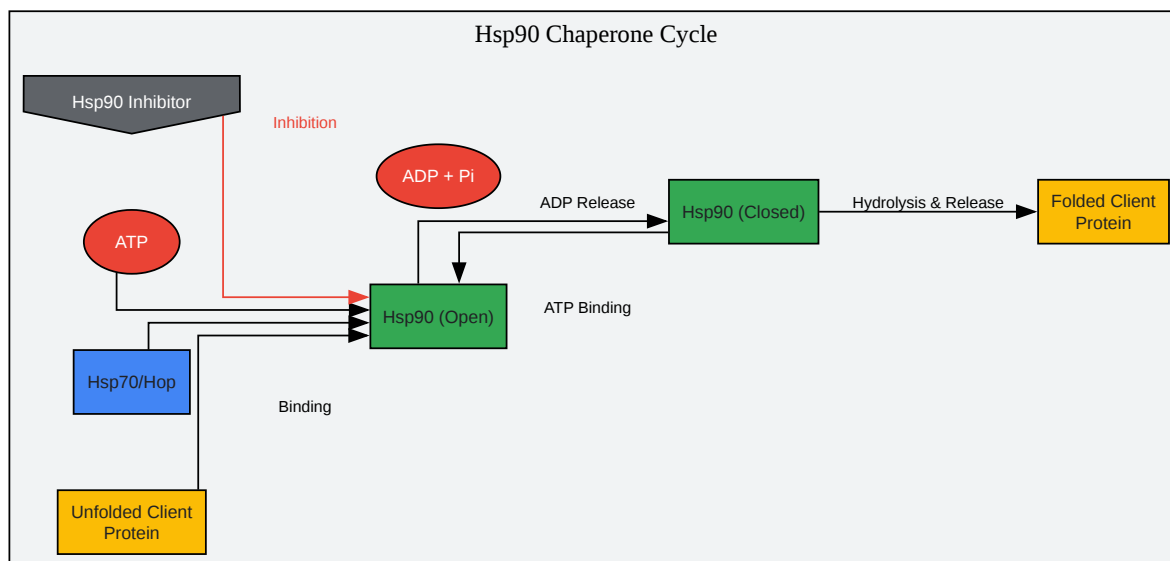 Hsp90 Chaperone Cycle
Hsp90 Inhibitor
Inhibition
ADP + Pi
ADP Release
Hsp90 (Closed)
Hydrolysis & Release
Folded Client
Protein
ATP
Hsp90 (Open)
ATP Binding
Hsp70/Hop
Binding
Unfolded Client
Protein